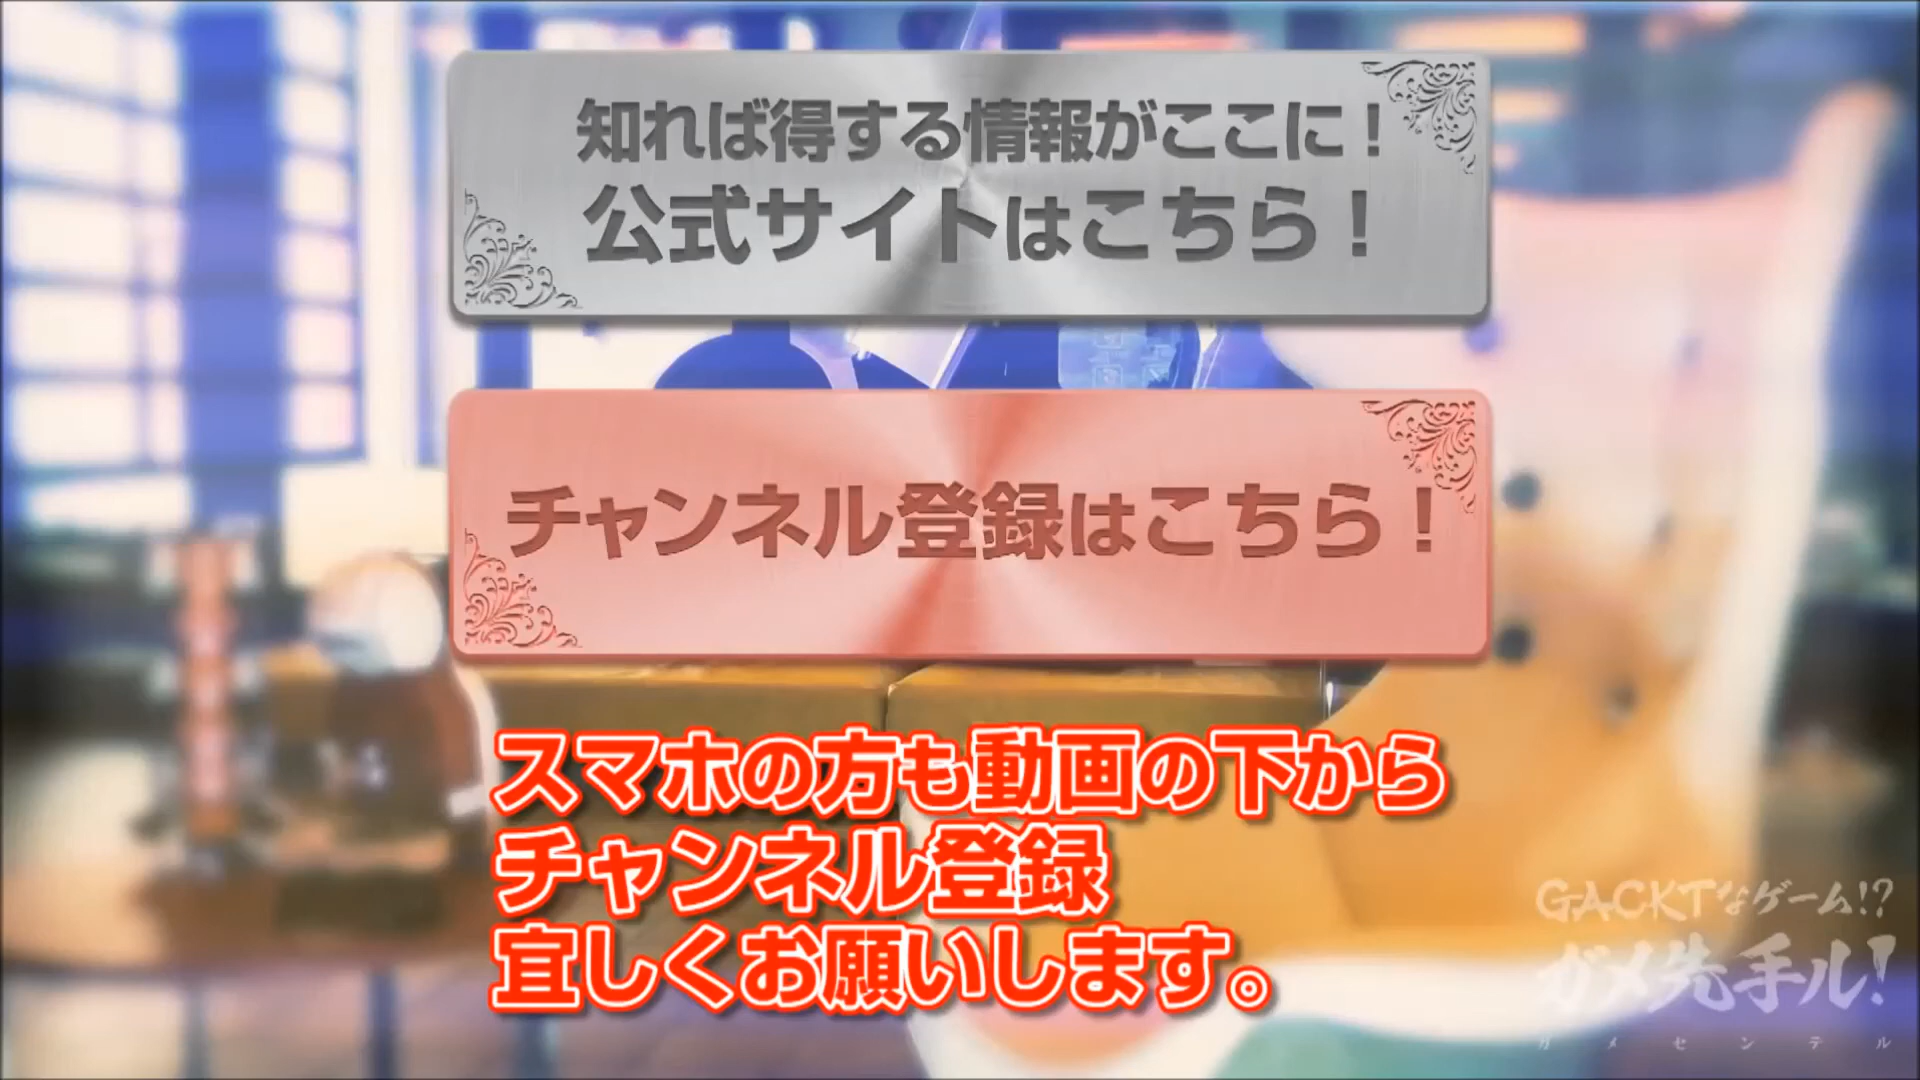 知れば得する情報がここに!
公式サイトはこちら!
チャンネル登録はこちら!
スマホの方も動画の下から
チャンネル登録
宜しくお願いします。
GACKTなゲーム!?
ガメ先手ル!
ガメセンテル